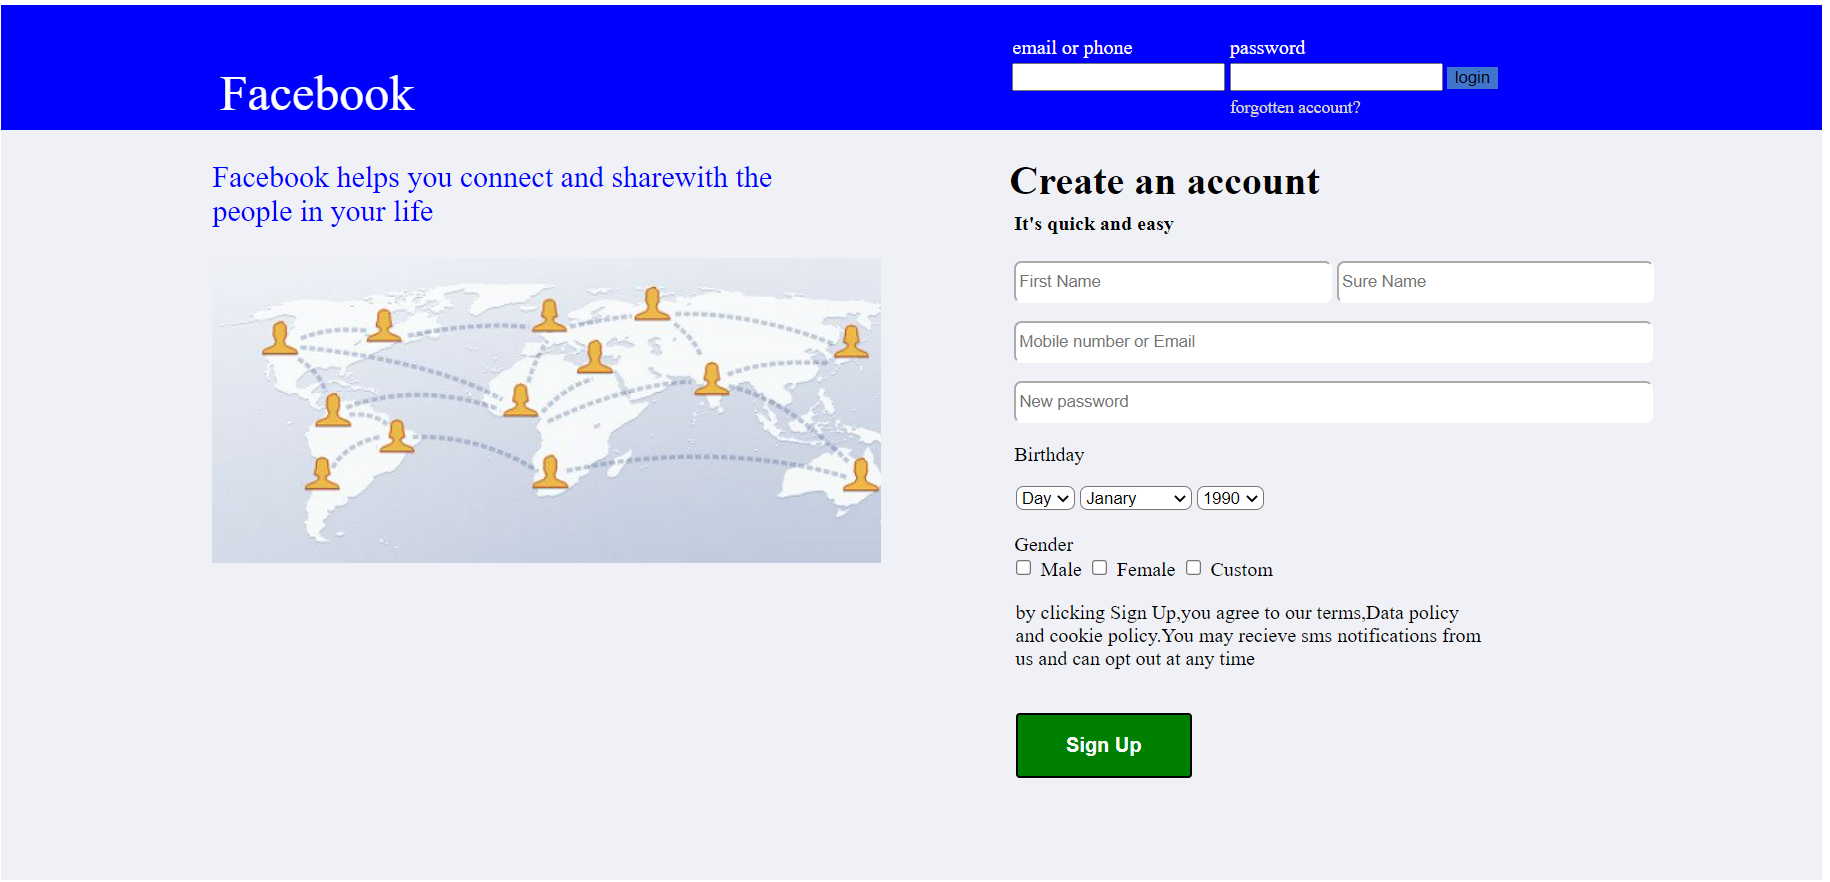 email or phone password
Facebook
login
forgotten account?
Facebook helps you connect and sharewith the
people in your life
Create an account
It's quick and easy
First Name Sure Name
Mobile number or Email
New password
Birthday
Day Janary 1990
Gender
Male Female Custom
by clicking Sign Up,you agree to our terms,Data policy
and cookie policy.You may recieve sms notifications from
us and can opt out at any time
Sign Up